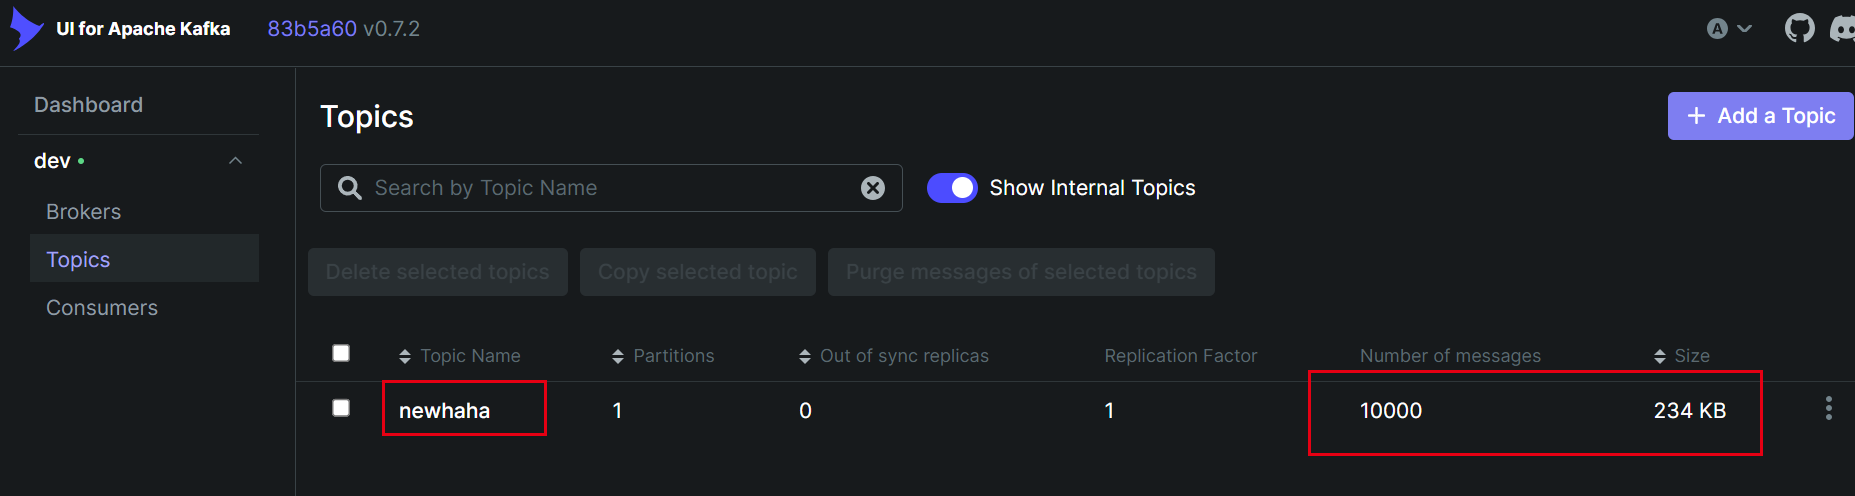 UI for Apache Kafka 83b5a60 v0.7.2 A
Dashboard
dev
Brokers
Topics
Consumers
Topics
Add a Topic
Search by Topic Name
Show Internal Topics
Delete selected topics Copy selected topic Purge messages of selected topics
Topic Name Partitions Out of sync replicas Replication Factor Number of messages Size
newhaha 1 0 1 10000 234 KB